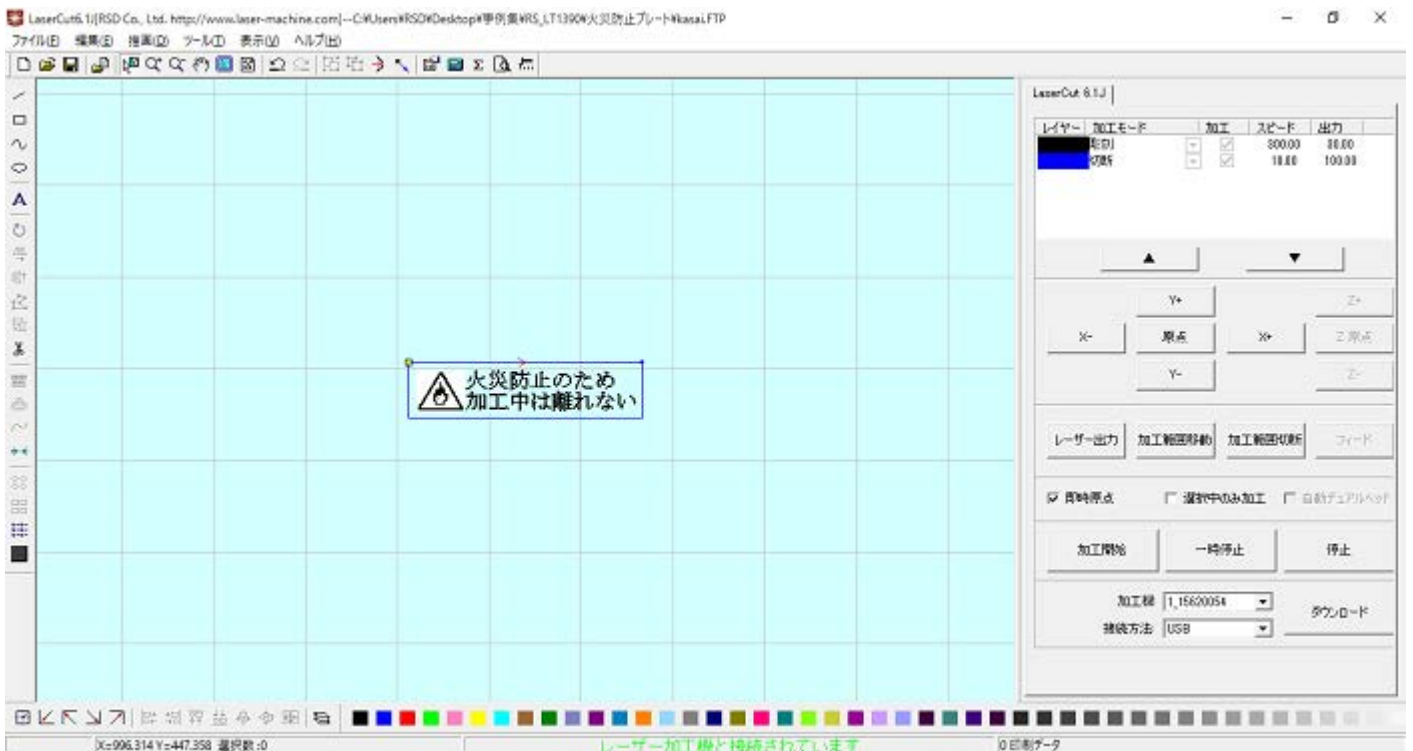 LaserCut6.1J[RSD Co., Ltd. http://www.laser-machine.com]--C:¥Users¥RSD¥Desktop¥事例集¥RS_LT1390¥火災防止プレート¥kasai.FTP
ファイル(F) 編集(E) 描画(D) ツール(T) 表示(V) ヘルプ(H)
LaserCut 6.1J
レイヤー 加工モード 加工 スピード 出力
彫刻 300.00 30.00
切断 10.00 100.00
火災防止のため
加工中は離れない
Y+ Z+
X- 原点 X+ Z 原点
Y- Z-
レーザー出力 加工範囲移動 加工範囲切断 フィード
即時原点 選択中のみ加工 自動デュアルヘッド
加工開始 一時停止 停止
加工機 1_15620054
ダウンロード
接続方法: USB
X=996.314 Y=447.358 選択数 :0 レーザー加工機と接続されています 0 印刷データ